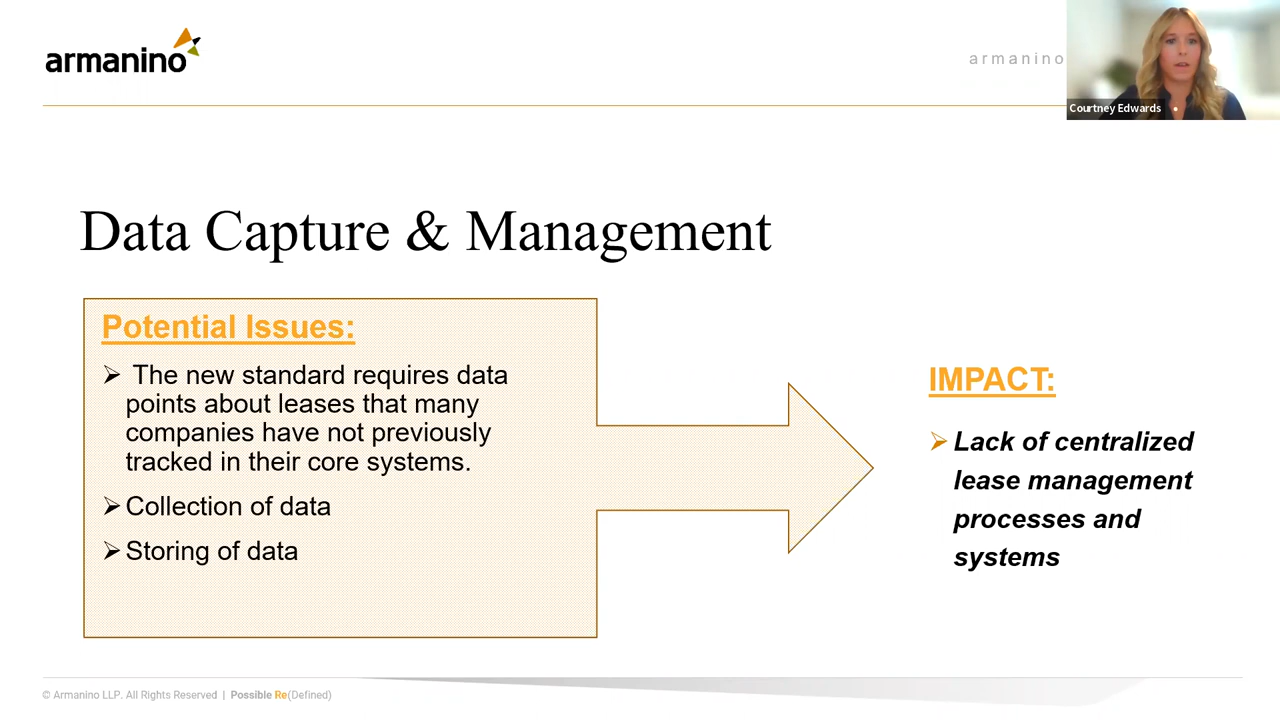 armanino
armanino
Courtney Edwards
Data Capture & Management
Potential Issues:
➢ The new standard requires data
points about leases that many
companies have not previously
tracked in their core systems.
➢ Collection of data
➢ Storing of data
IMPACT:
➢ Lack of centralized
lease management
processes and
systems
© Armanino LLP. All Rights Reserved | Possible Re(Defined)